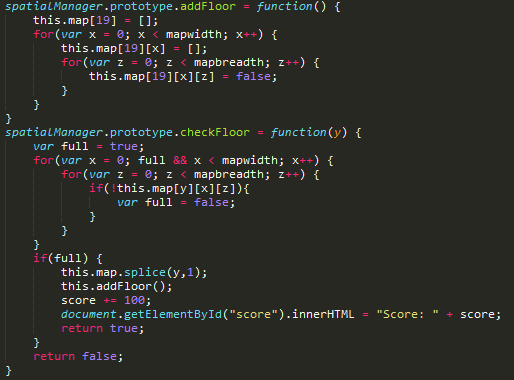 spatialManager.prototype.addFloor = function() {
    this.map[19] = [];
    for(var x = 0; x < mapwidth; x++) {
        this.map[19][x] = [];
        for(var z = 0; z < mapbreadth; z++) {
            this.map[19][x][z] = false;
        }
    }
}
spatialManager.prototype.checkFloor = function(y) {
    var full = true;
    for(var x = 0; full && x < mapwidth; x++) {
        for(var z = 0; z < mapbreadth; z++) {
            if(!this.map[y][x][z]){
                var full = false;
            }
        }
    }
    if(full) {
        this.map.splice(y,1);
        this.addFloor();
        score += 100;
        document.getElementById("score").innerHTML = "Score: " + score;
        return true;
    }
    return false;
}